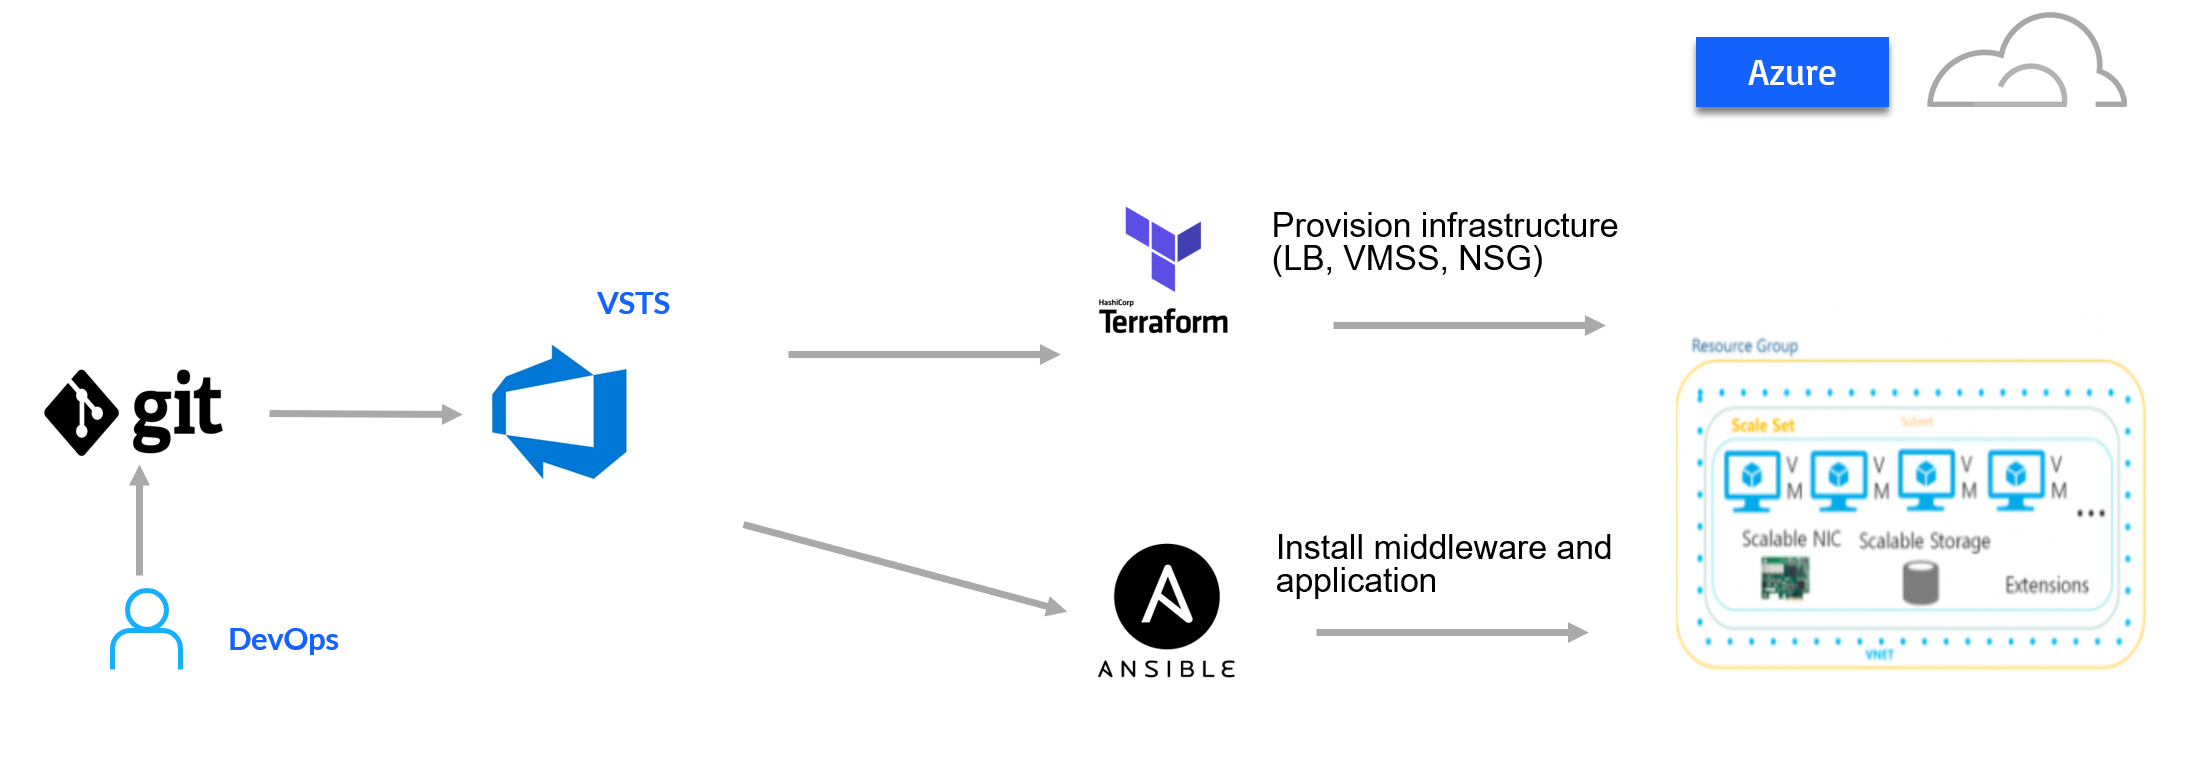 Azure
Provision infrastructure
(LB, VMSS, NSG)
HashiCorp
Terraform
VSTS
git
DevOps
Install middleware and
application
ANSIBLE
Resource Group
Scale Set
Subnet
V M V M V M V M
...
Scalable NIC
Scalable Storage
Extensions
VNET